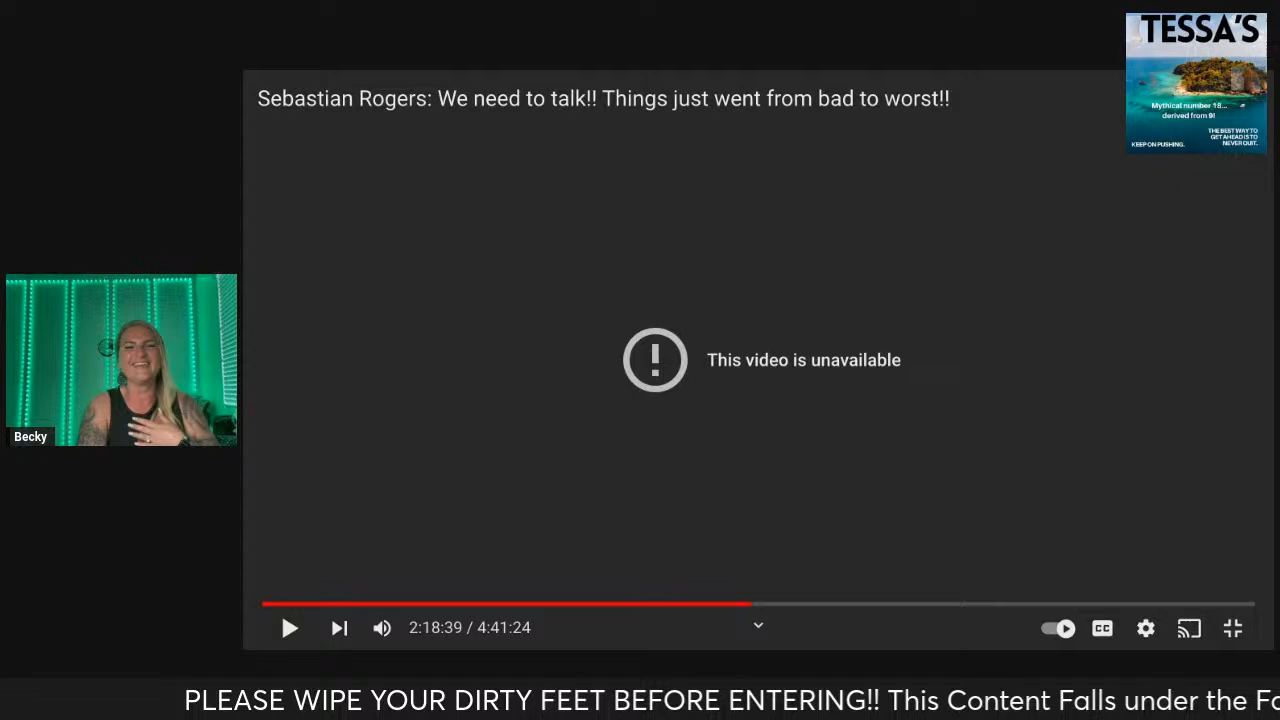 TESSA'S
Sebastian Rogers: We need to talk!! Things just went from bad to worst!!
Mythical number 18...
derived from 9!
THE BEST WAY TO
GET AHEAD IS TO
NEVER QUIT.
KEEP ON PUSHING.
This video is unavailable
Becky
2:18:39 / 4:41:24
CC
PLEASE WIPE YOUR DIRTY FEET BEFORE ENTERING!! This Content Falls under the Fa